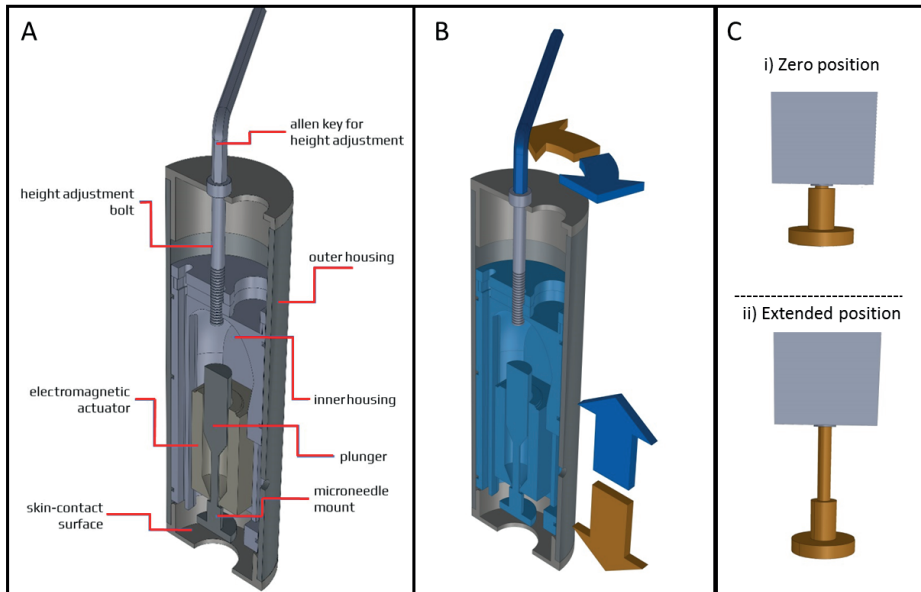 A
allen key for
height adjustment
height adjustment
bolt
outer housing
electromagnetic
actuator
inner housing
plunger
microneedle
mount
skin-contact
surface
B
C
i) Zero position
ii) Extended position